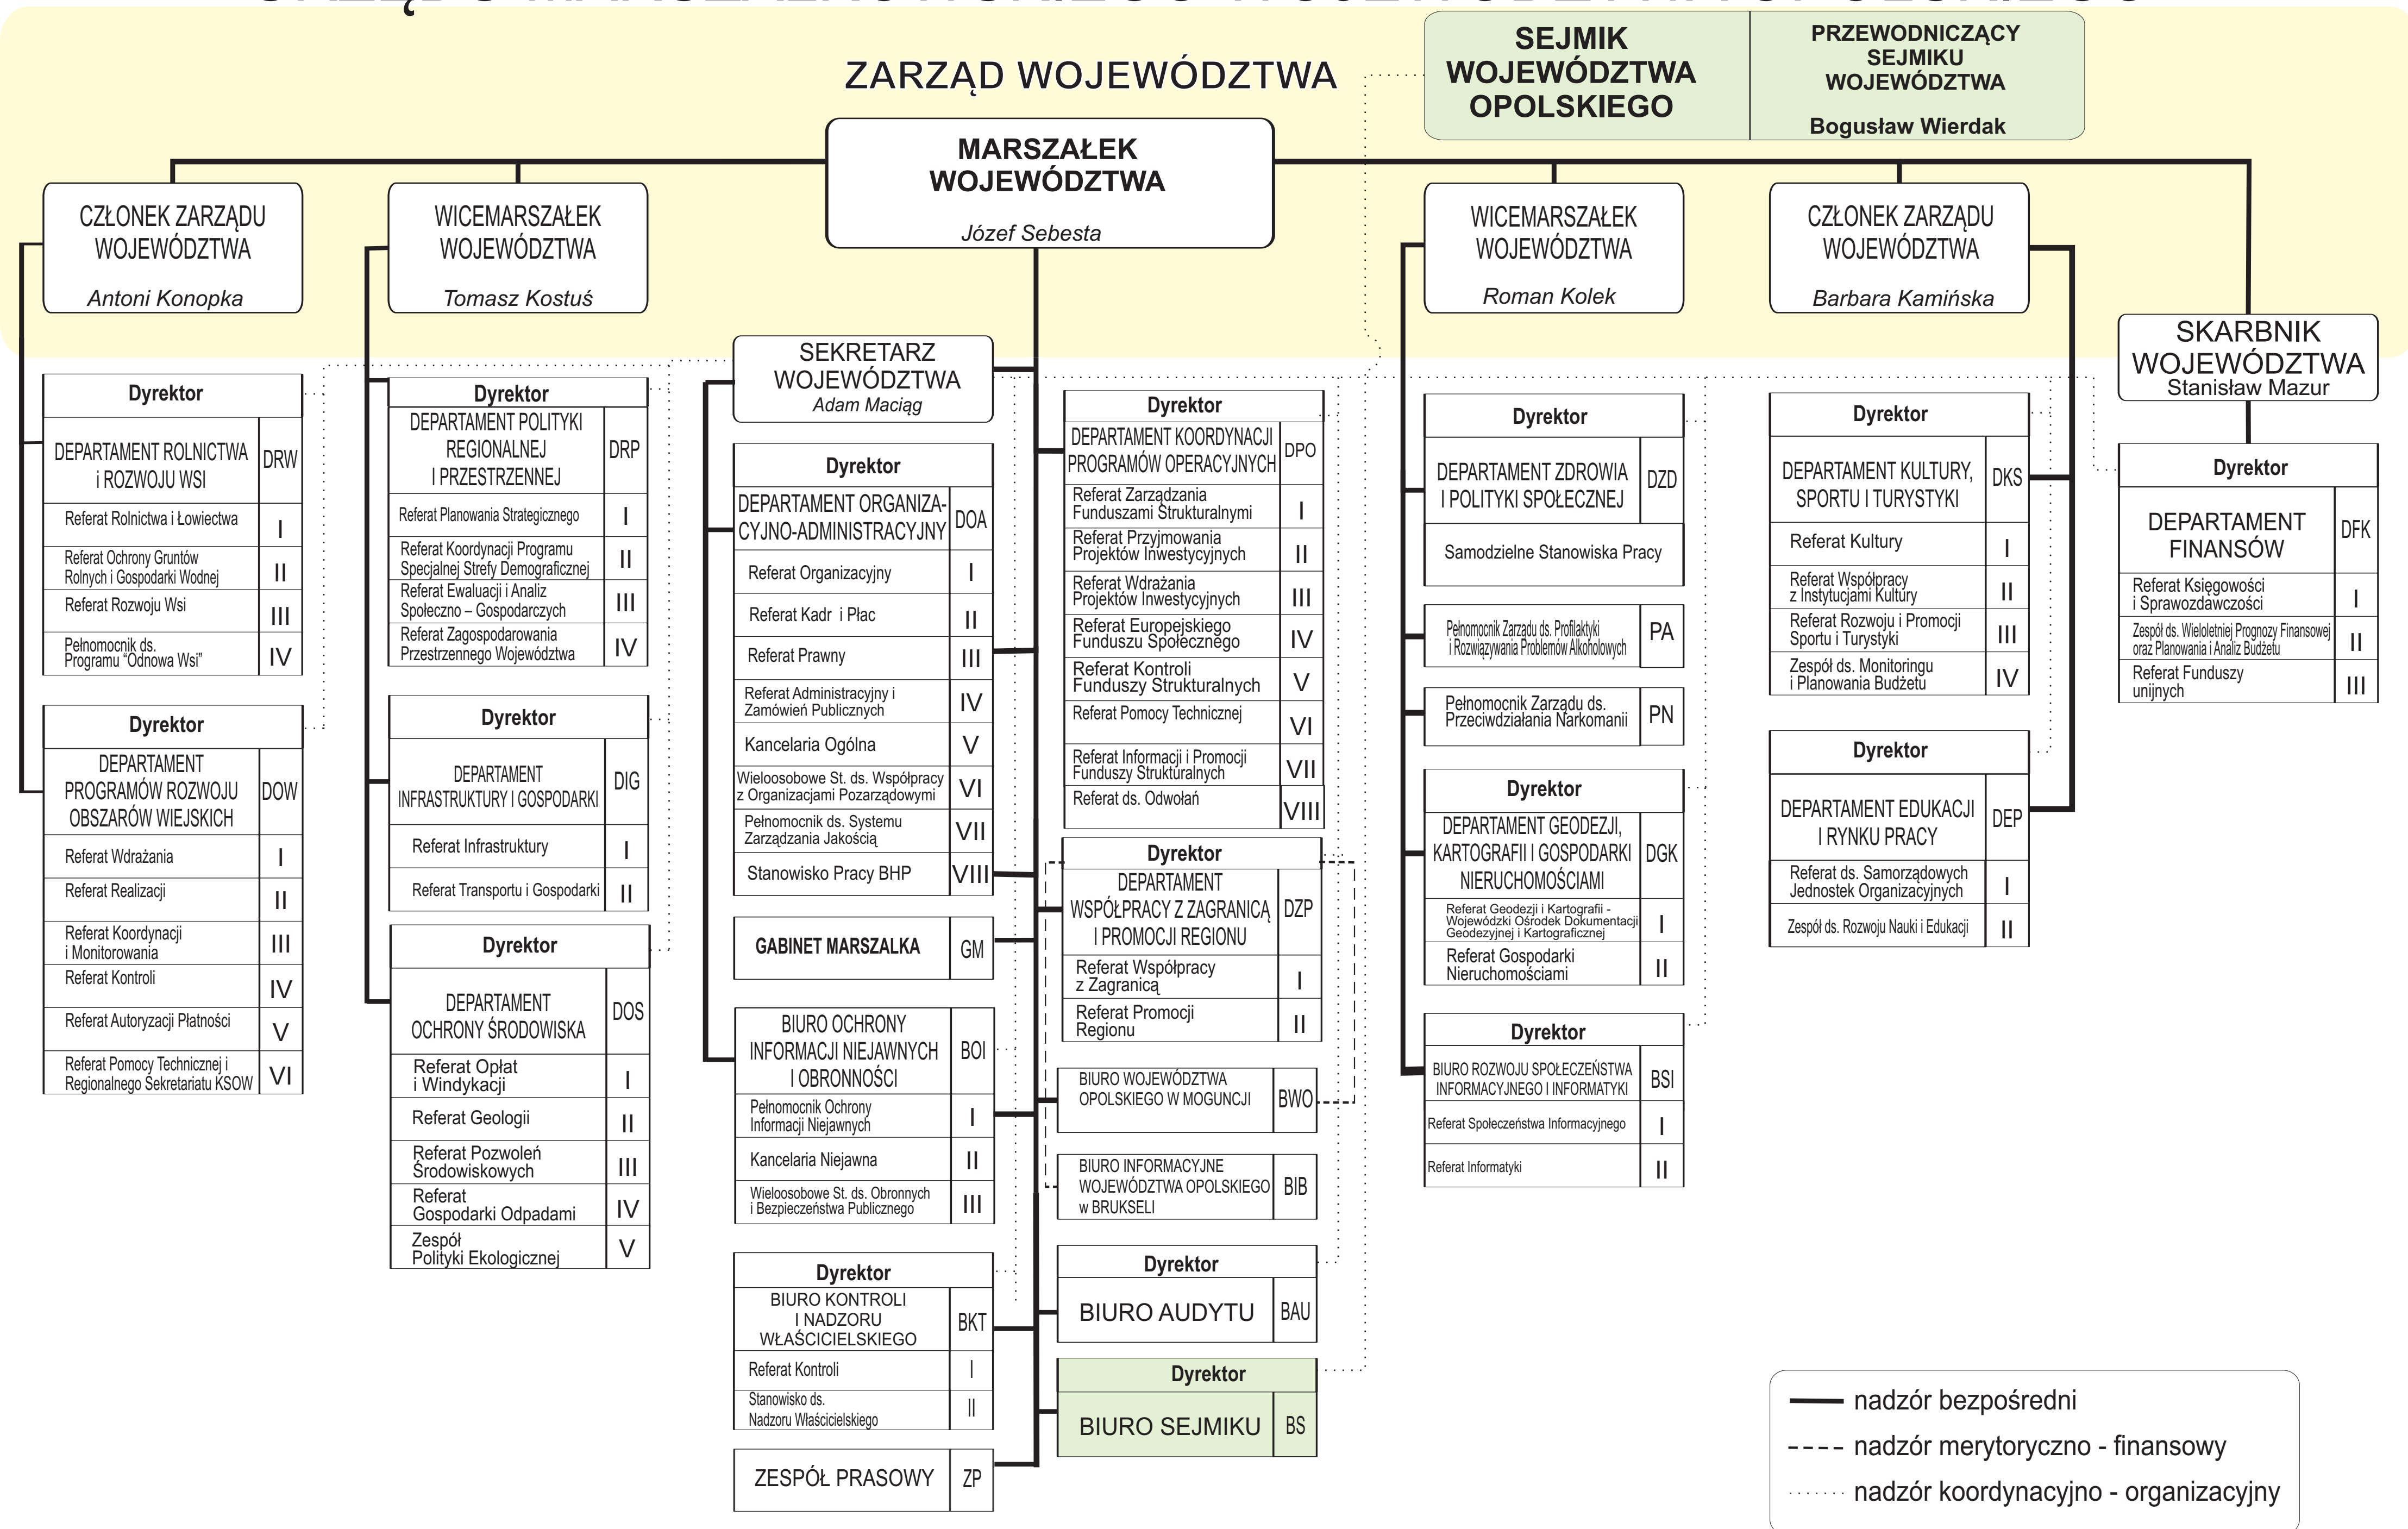 ZARZĄD WOJEWÓDZTWA
SEJMIK
WOJEWÓDZTWA
OPOLSKIEGO
PRZEWODNICZĄCY
SEJMIKU
WOJEWÓDZTWA
Bogusław Wierdak
MARSZAŁEK
WOJEWÓDZTWA
Józef Sebesta
CZŁONEK ZARZĄDU
WOJEWÓDZTWA
Antoni Konopka
WICEMARSZAŁEK
WOJEWÓDZTWA
Tomasz Kostuś
WICEMARSZAŁEK
WOJEWÓDZTWA
Roman Kolek
CZŁONEK ZARZĄDU
WOJEWÓDZTWA
Barbara Kamińska
SKARBNIK
WOJEWÓDZTWA
Stanisław Mazur
SEKRETARZ
WOJEWÓDZTWA
Adam Maciąg
Dyrektor
DEPARTAMENT ROLNICTWA
i ROZWOJU WSI
DRW
Referat Rolnictwa i Łowiectwa
I
Referat Ochrony Gruntów
Rolnych i Gospodarki Wodnej
II
Referat Rozwoju Wsi
III
Pełnomocnik ds.
Programu “Odnowa Wsi”
IV
Dyrektor
DEPARTAMENT
PROGRAMÓW ROZWOJU
OBSZARÓW WIEJSKICH
DOW
Referat Wdrażania
I
Referat Realizacji
II
Referat Koordynacji
i Monitorowania
III
Referat Kontroli
IV
Referat Autoryzacji Płatności
V
Referat Pomocy Technicznej i
Regionalnego Sekretariatu KSOW
VI
Dyrektor
DEPARTAMENT POLITYKI
REGIONALNEJ
I PRZESTRZENNEJ
DRP
Referat Planowania Strategicznego
I
Referat Koordynacji Programu
Specjalnej Strefy Demograficznej
II
Referat Ewaluacji i Analiz
Społeczno – Gospodarczych
III
Referat Zagospodarowania
Przestrzennego Województwa
IV
Dyrektor
DEPARTAMENT
INFRASTRUKTURY I GOSPODARKI
DIG
Referat Infrastruktury
I
Referat Transportu i Gospodarki
II
Dyrektor
DEPARTAMENT
OCHRONY ŚRODOWISKA
DOS
Referat Opłat
i Windykacji
I
Referat Geologii
II
Referat Pozwoleń
Środowiskowych
III
Referat
Gospodarki Odpadami
IV
Zespół
Polityki Ekologicznej
V
Dyrektor
DEPARTAMENT ORGANIZA-
CYJNO-ADMINISTRACYJNY
DOA
Referat Organizacyjny
I
Referat Kadr i Płac
II
Referat Prawny
III
Referat Administracyjny i
Zamówień Publicznych
IV
Kancelaria Ogólna
V
Wieloosobowe St. ds. Współpracy
z Organizacjami Pozarządowymi
VI
Pełnomocnik ds. Systemu
Zarządzania Jakością
VII
Stanowisko Pracy BHP
VIII
GABINET MARSZALKA
GM
BIURO OCHRONY
INFORMACJI NIEJAWNYCH
I OBRONNOŚCI
BOI
Pełnomocnik Ochrony
Informacji Niejawnych
I
Kancelaria Niejawna
II
Wieloosobowe St. ds. Obronnych
i Bezpieczeństwa Publicznego
III
Dyrektor
BIURO KONTROLI
I NADZORU
WŁAŚCICIELSKIEGO
BKT
Referat Kontroli
I
Stanowisko ds.
Nadzoru Właścicielskiego
II
ZESPÓŁ PRASOWY
ZP
Dyrektor
DEPARTAMENT KOORDYNACJI
PROGRAMÓW OPERACYJNYCH
DPO
Referat Zarządzania
Funduszami Strukturalnymi
I
Referat Przyjmowania
Projektów Inwestycyjnych
II
Referat Wdrażania
Projektów Inwestycyjnych
III
Referat Europejskiego
Funduszu Społecznego
IV
Referat Kontroli
Funduszy Strukturalnych
V
Referat Pomocy Technicznej
VI
Referat Informacji i Promocji
Funduszy Strukturalnych
VII
Referat ds. Odwołań
VIII
Dyrektor
DEPARTAMENT
WSPÓŁPRACY Z ZAGRANICĄ
I PROMOCJI REGIONU
DZP
Referat Współpracy
z Zagranicą
I
Referat Promocji
Regionu
II
BIURO WOJEWÓDZTWA
OPOLSKIEGO W MOGUNCJI
BWO
BIURO INFORMACYJNE
WOJEWÓDZTWA OPOLSKIEGO
w BRUKSELI
BIB
Dyrektor
BIURO AUDYTU
BAU
Dyrektor
BIURO SEJMIKU
BS
Dyrektor
DEPARTAMENT ZDROWIA
I POLITYKI SPOŁECZNEJ
DZD
Samodzielne Stanowiska Pracy
Pełnomocnik Zarządu ds. Profilaktyki
i Rozwiązywania Problemów Alkoholowych
PA
Pełnomocnik Zarządu ds.
Przeciwdziałania Narkomanii
PN
Dyrektor
DEPARTAMENT GEODEZJI,
KARTOGRAFII I GOSPODARKI
NIERUCHOMOŚCIAMI
DGK
Referat Geodezji i Kartografii -
Wojewódzki Ośrodek Dokumentacji
Geodezyjnej i Kartograficznej
I
Referat Gospodarki
Nieruchomościami
II
Dyrektor
BIURO ROZWOJU SPOŁECZEŃSTWA
INFORMACYJNEGO I INFORMATYKI
BSI
Referat Społeczeństwa Informacyjnego
I
Referat Informatyki
II
Dyrektor
DEPARTAMENT KULTURY,
SPORTU I TURYSTYKI
DKS
Referat Kultury
I
Referat Współpracy
z Instytucjami Kultury
II
Referat Rozwoju i Promocji
Sportu i Turystyki
III
Zespół ds. Monitoringu
i Planowania Budżetu
IV
Dyrektor
DEPARTAMENT EDUKACJI
I RYNKU PRACY
DEP
Referat ds. Samorządowych
Jednostek Organizacyjnych
I
Zespół ds. Rozwoju Nauki i Edukacji
II
Dyrektor
DEPARTAMENT
FINANSÓW
DFK
Referat Księgowości
i Sprawozdawczości
I
Zespół ds. Wieloletniej Prognozy Finansowej
oraz Planowania i Analiz Budżetu
II
Referat Funduszy
unijnych
III
nadzór bezpośredni
nadzór merytoryczno - finansowy
nadzór koordynacyjno - organizacyjny